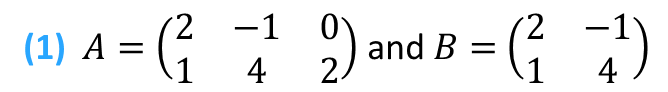 (1) A = (2 −1 0; 1 4 2) and B = (2 −1; 1 4)